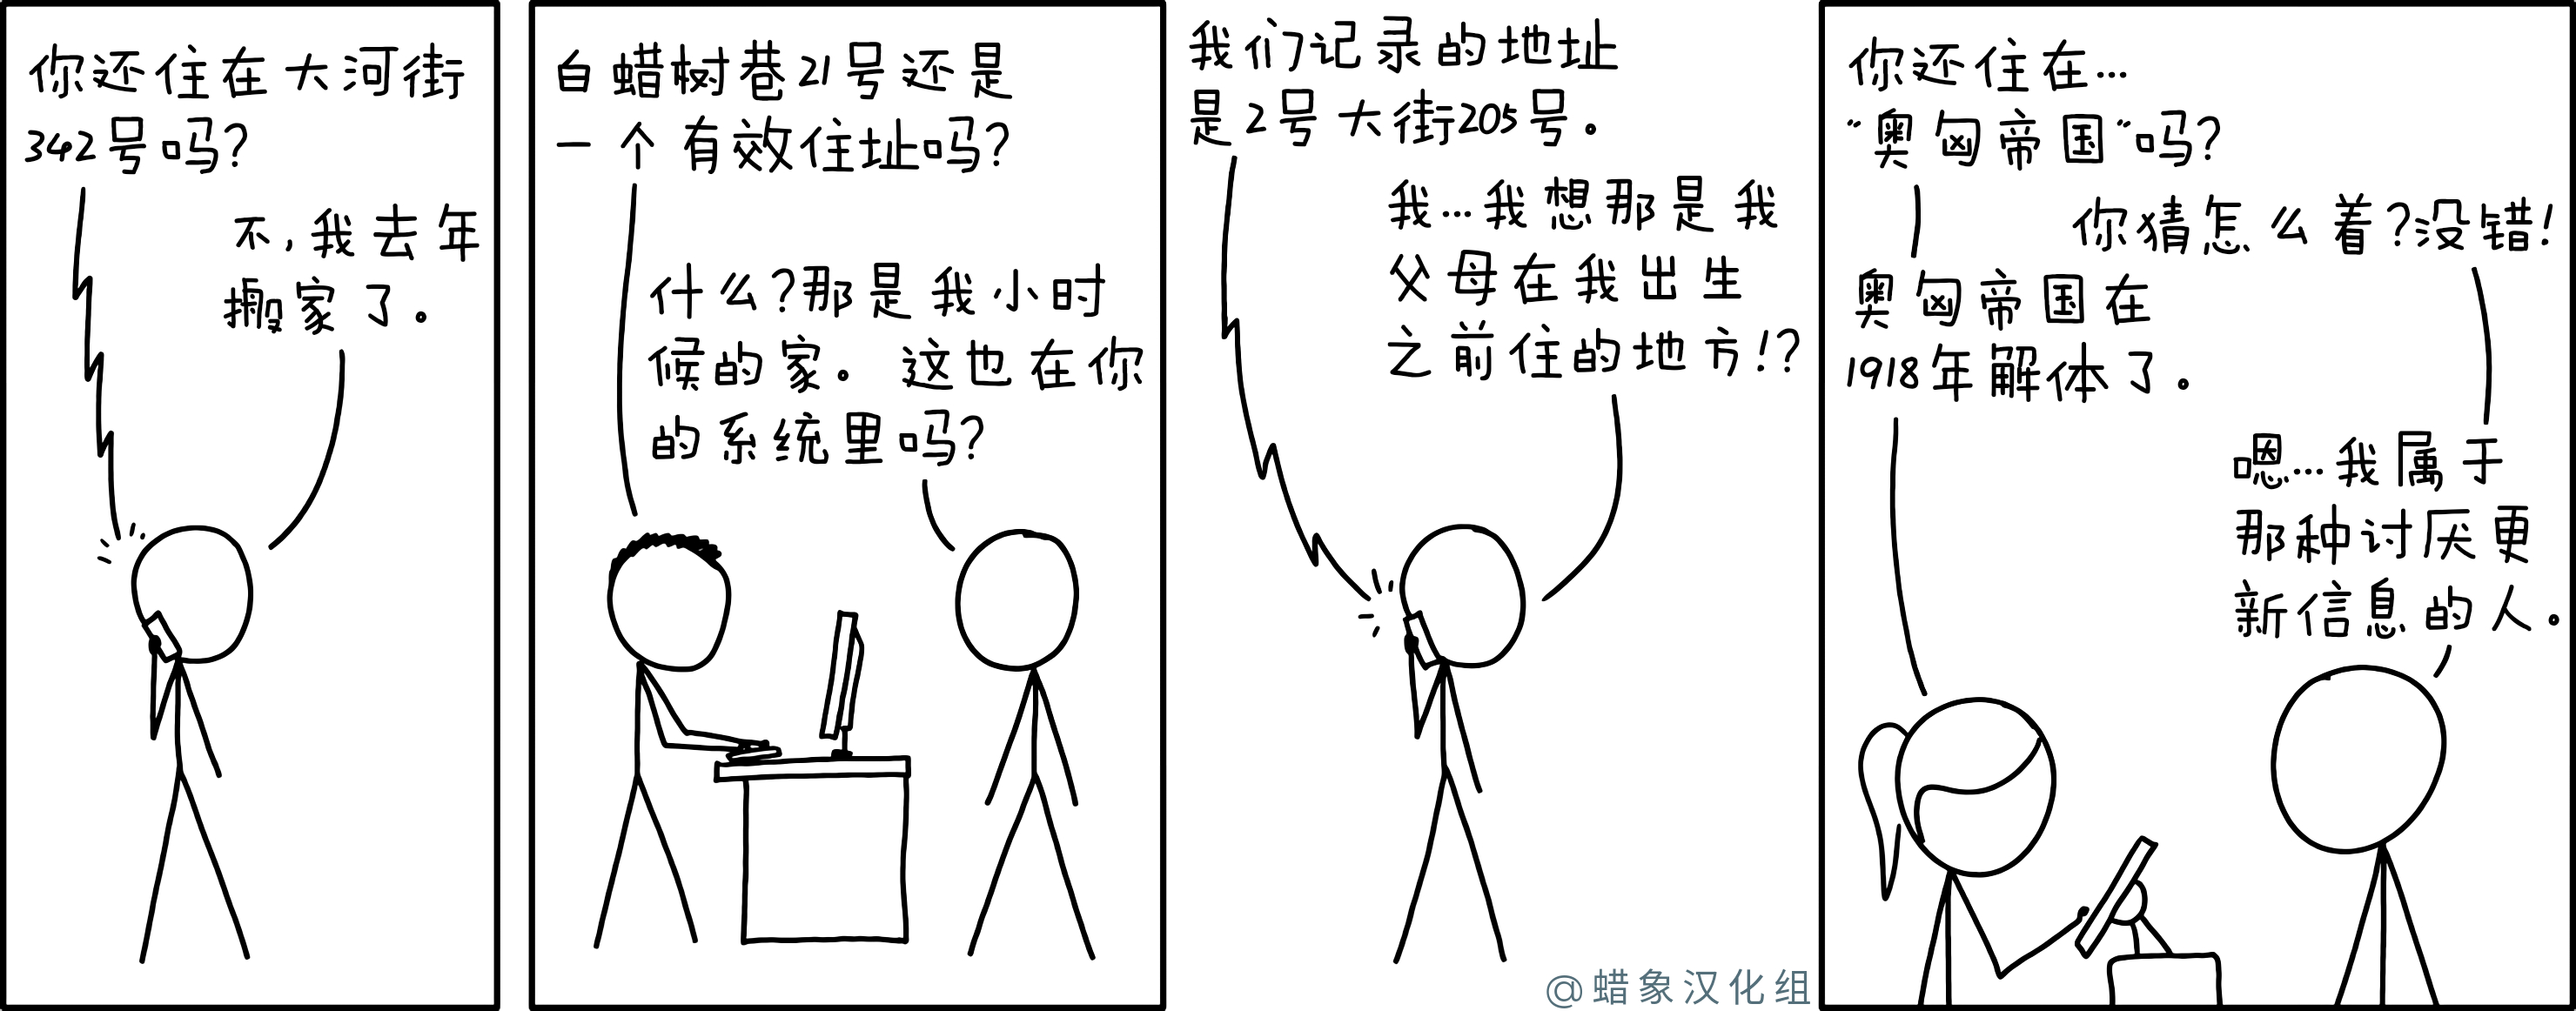 你还住在大河街
342号吗？
不，我去年
搬家了。
白蜡树巷21号还是
一个有效住址吗？
什么？那是我小时
候的家。 这也在你
的系统里吗？
我们记录的地址
是2号大街205号。
我…我想那是我
父母在我出生
之前住的地方!？
你还住在…
“奥匈帝国”吗？
你猜怎么着？没错！
奥匈帝国在
1918年解体了。
嗯…我属于
那种讨厌更
新信息的人。
@蜡象汉化组